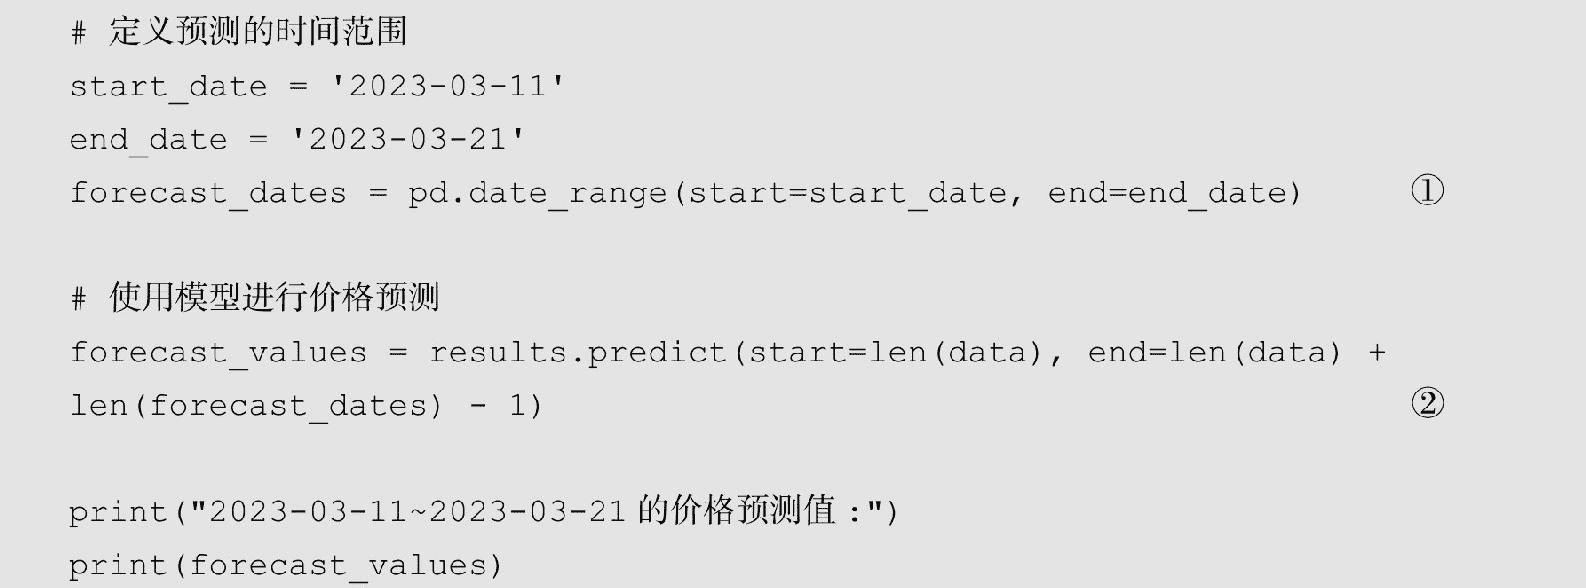 # 定义预测的时间范围
start_date = '2023-03-11'
end_date = '2023-03-21'
forecast_dates = pd.date_range(start=start_date, end=end_date) ①
# 使用模型进行价格预测
forecast_values = results.predict(start=len(data), end=len(data) +
len(forecast_dates) - 1) ②
print("2023-03-11~2023-03-21 的价格预测值:")
print(forecast_values)